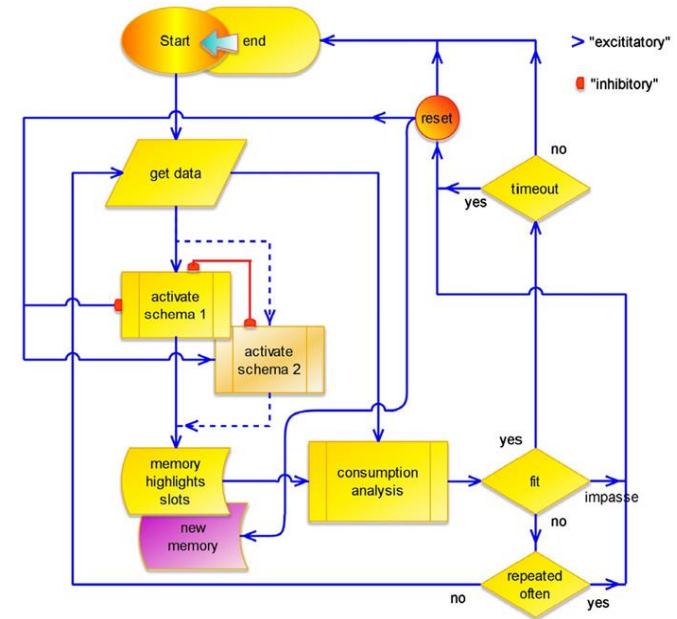 Start
end
"excititatory"
"inhibitory"
reset
no
timeout
yes
get data
activate
schema 1
activate
schema 2
memory
highlights
slots
new
memory
consumption
analysis
yes
fit
impasse
no
repeated
often
no
yes